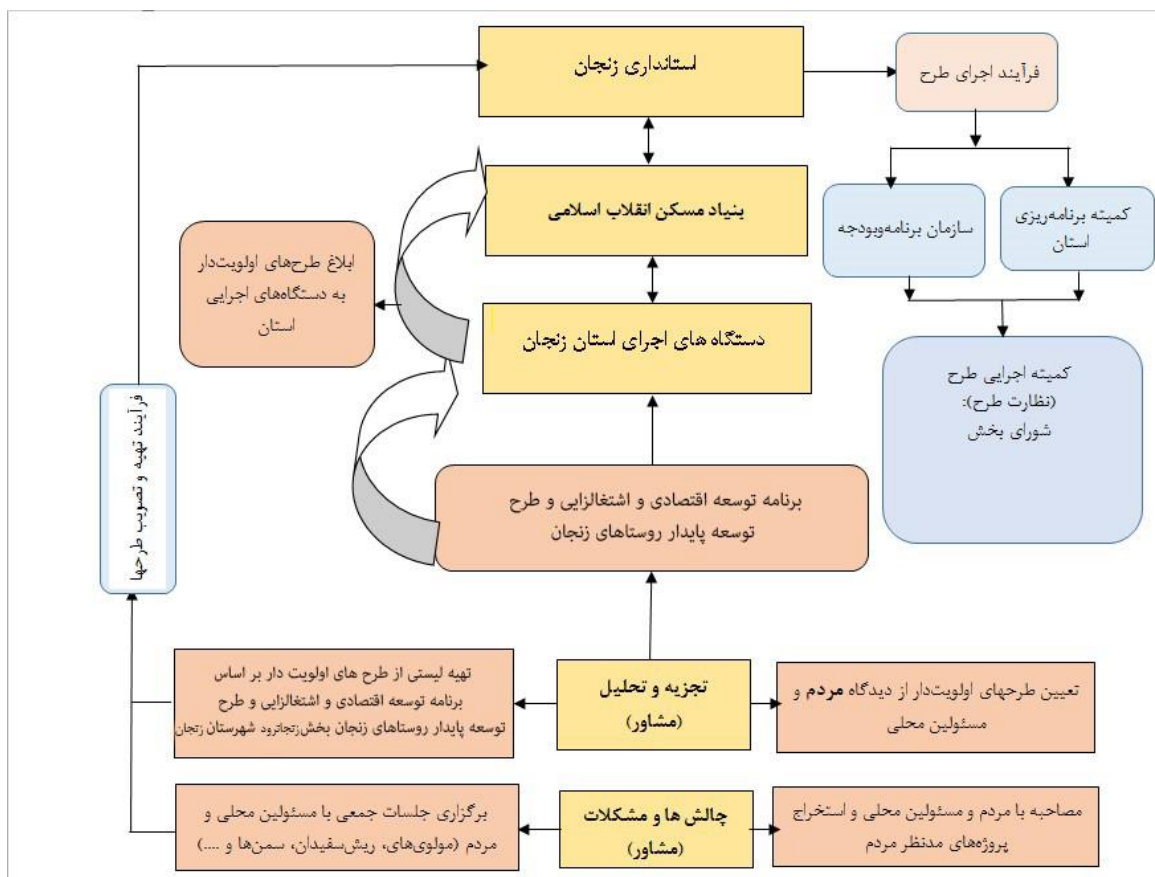 استانداری زنجان
فرآیند اجرای طرح
بنیاد مسکن انقلاب اسلامی
سازمان برنامه‌وبودجه
کمیته برنامه‌ریزی
استان
ابلاغ طرح‌های اولویت‌دار
به دستگاه‌های اجرایی
استان
دستگاه های اجرای استان زنجان
کمیته اجرایی طرح
(نظارت طرح):
شورای بخش
فرآیند تهیه و تصویب طرحها
برنامه توسعه اقتصادی و اشتغالزایی و طرح
توسعه پایدار روستاهای زنجان
تعیین طرحهای اولویت‌دار از دیدگاه مردم و
مسئولین محلی
تجزیه و تحلیل
(مشاور)
تهیه لیستی از طرح های اولویت دار بر اساس
برنامه توسعه اقتصادی و اشتغالزایی و طرح
توسعه پایدار روستاهای زنجان بخش زنجانرود شهرستان زنجان
مصاحبه با مردم و مسئولین محلی و استخراج
پروژه‌های مدنظر مردم
چالش ها و مشکلات
(مشاور)
برگزاری جلسات جمعی با مسئولین محلی و
مردم (مولوی‌های، ریش‌سفیدان، سمن‌ها و ....)